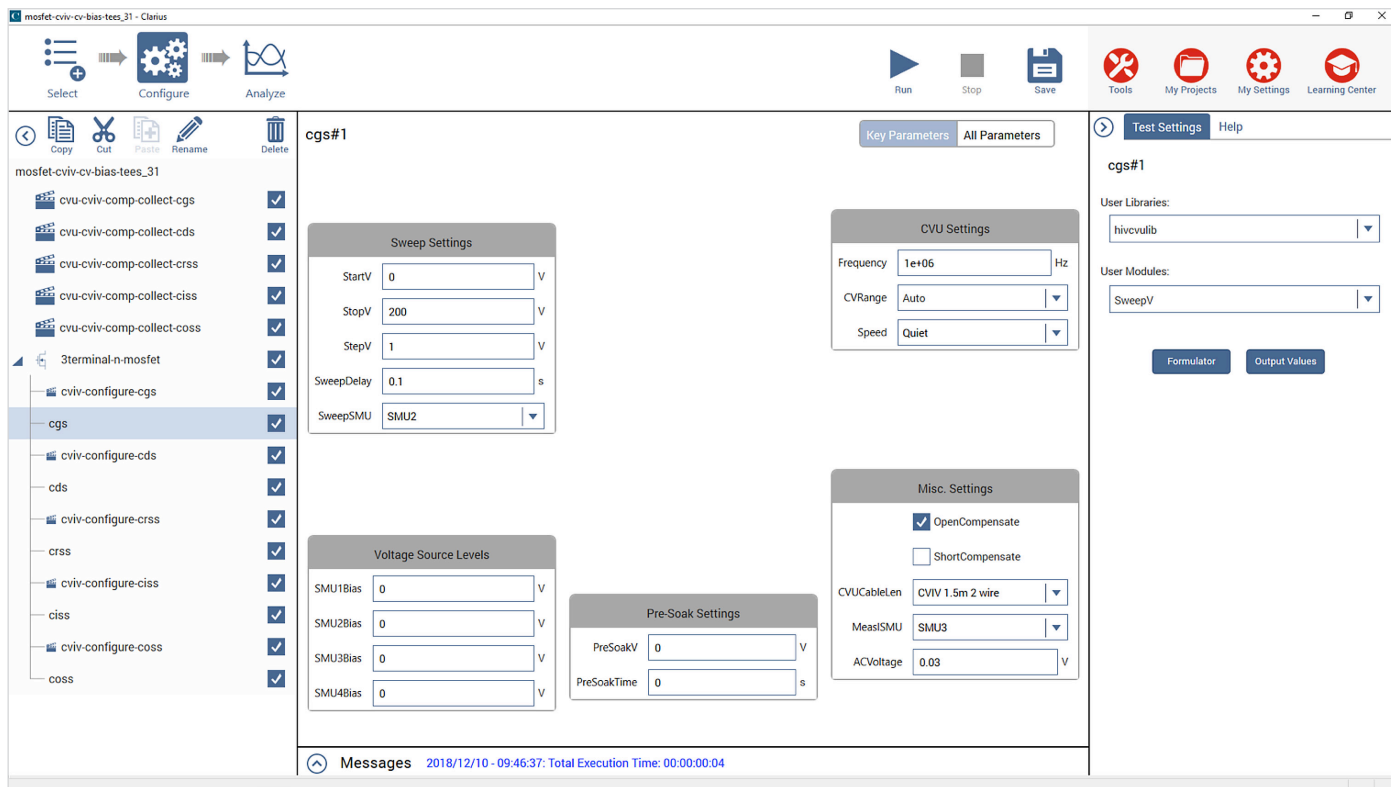 mosfet-cviv-cv-bias-tees_31 - Clarius
Select
Configure
Analyze
Run
Stop
Save
Tools
My Projects
My Settings
Learning Center
Copy
Cut
Paste
Rename
Delete
mosfet-cviv-cv-bias-tees_31
cvu-cviv-comp-collect-cgs
cvu-cviv-comp-collect-cds
cvu-cviv-comp-collect-crss
cvu-cviv-comp-collect-ciss
cvu-cviv-comp-collect-coss
3terminal-n-mosfet
cviv-configure-cgs
cgs
cviv-configure-cds
cds
cviv-configure-crss
crss
cviv-configure-ciss
ciss
cviv-configure-coss
coss
cgs#1
Key Parameters
All Parameters
Sweep Settings
StartV 0 V
StopV 200 V
StepV 1 V
SweepDelay 0.1 s
SweepSMU SMU2
Voltage Source Levels
SMU1Bias 0 V
SMU2Bias 0 V
SMU3Bias 0 V
SMU4Bias 0 V
Pre-Soak Settings
PreSoakV 0 V
PreSoakTime 0 s
CVU Settings
Frequency 1e+06 Hz
CVRange Auto
Speed Quiet
Misc. Settings
OpenCompensate
ShortCompensate
CVUCableLen CVIV 1.5m 2 wire
MeasISMU SMU3
ACVoltage 0.03 V
Messages 2018/12/10 - 09:46:37: Total Execution Time: 00:00:00:04
Test Settings
Help
cgs#1
User Libraries:
hivcvulib
User Modules:
SweepV
Formulator
Output Values